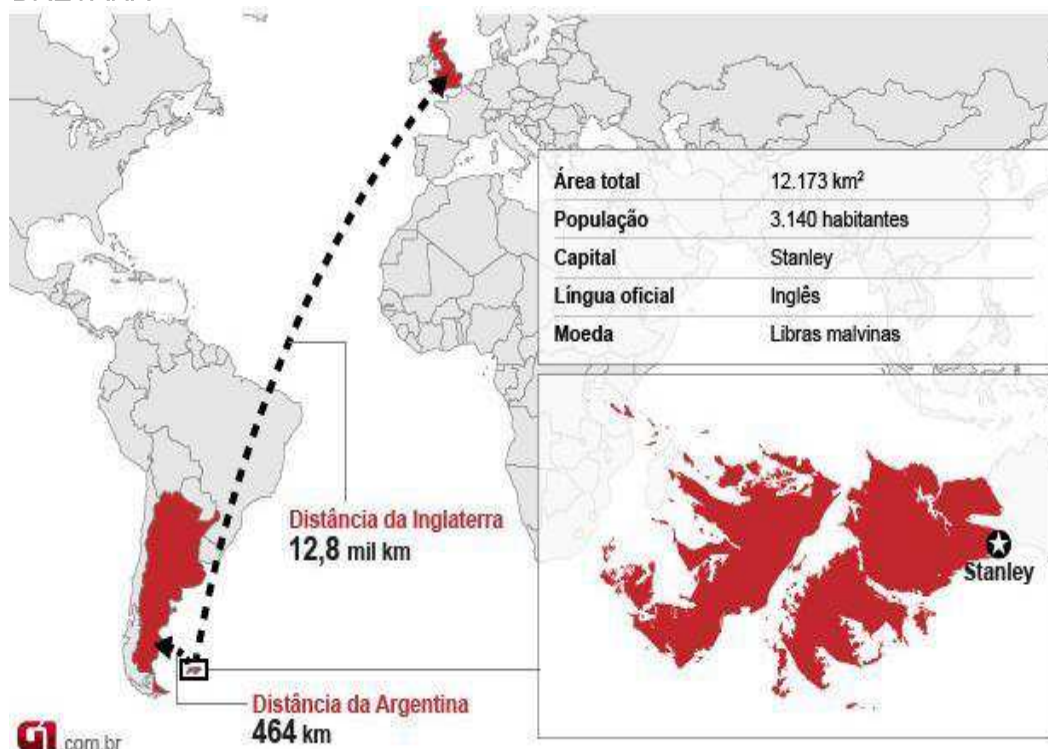 Área total 12.173 km²
População 3.140 habitantes
Capital Stanley
Língua oficial Inglês
Moeda Libras malvinas
Distância da Inglaterra
12,8 mil km
Stanley
Distância da Argentina
464 km
G1 .com.br